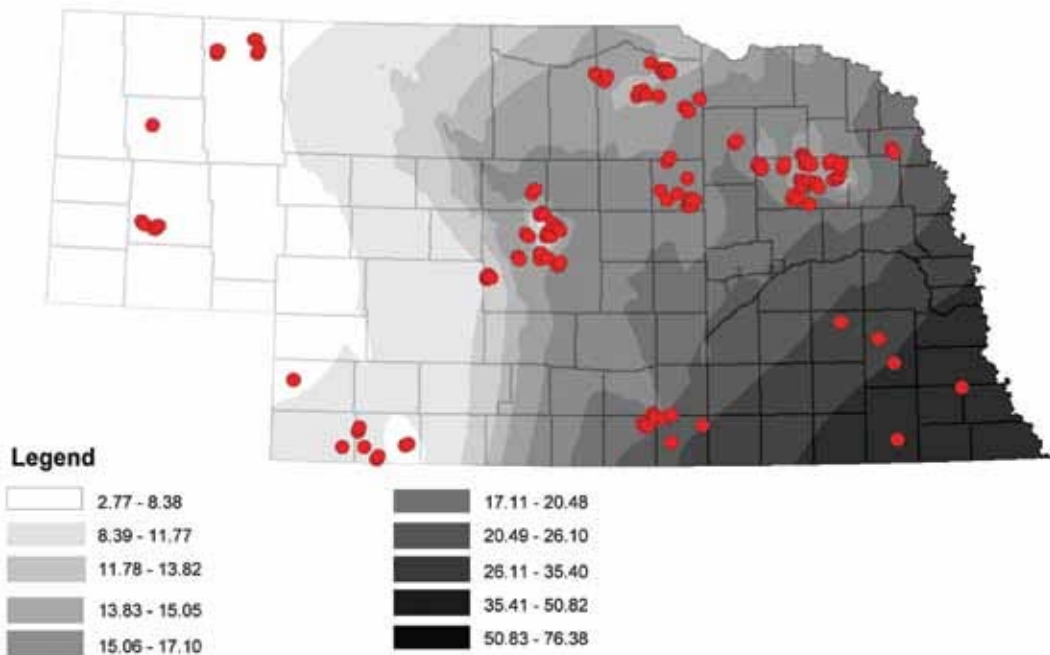 Legend
2.77 - 8.38
8.39 - 11.77
11.78 - 13.82
13.83 - 15.05
15.06 - 17.10
17.11 - 20.48
20.49 - 26.10
26.11 - 35.40
35.41 - 50.82
50.83 - 76.38